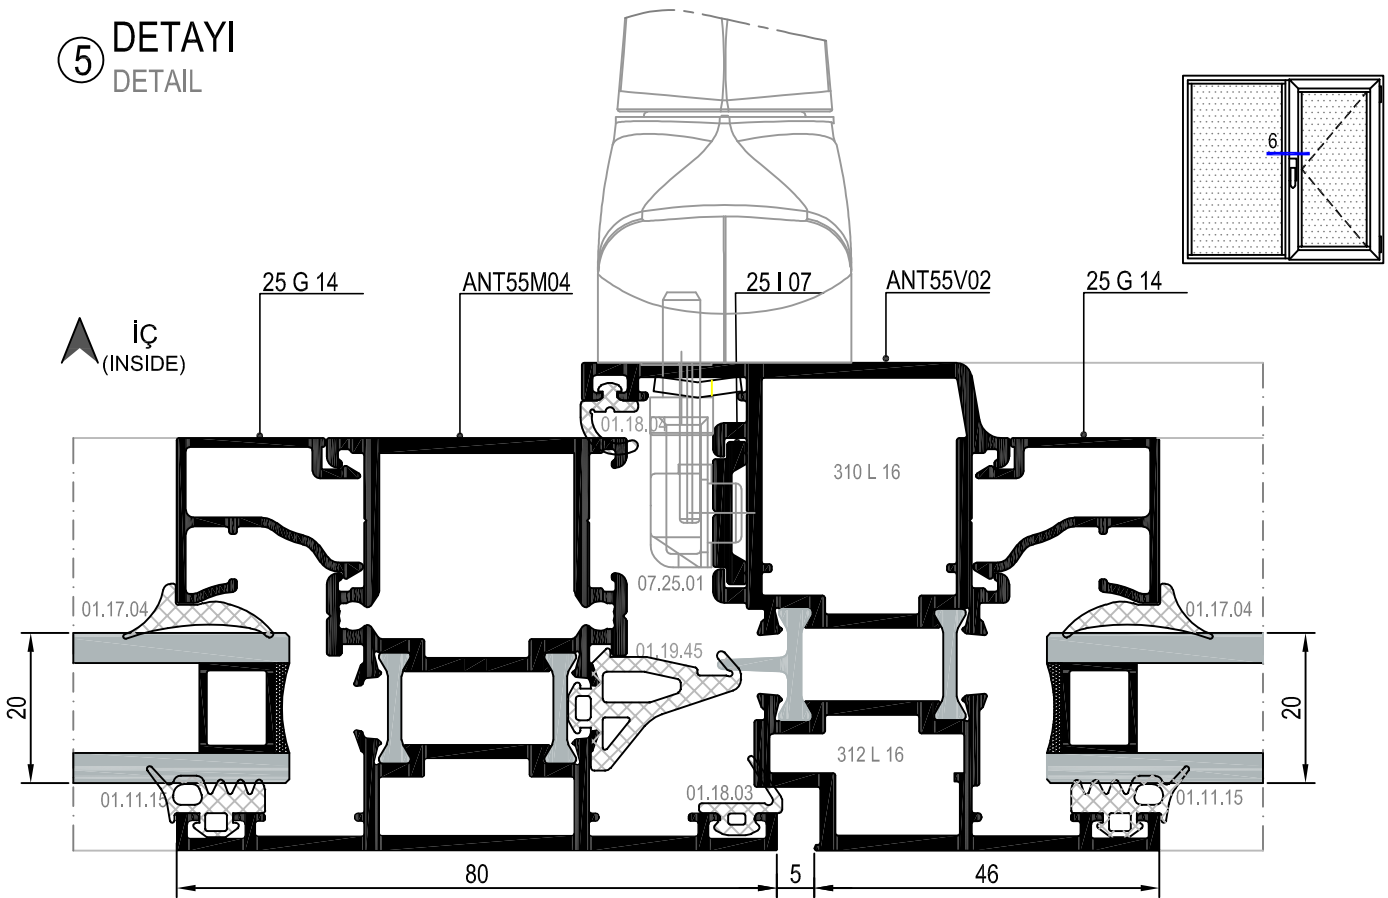 5 DETAYI
DETAIL
6
25 G 14
ANT55M04
25 I 07
ANT55V02
25 G 14
İÇ
(INSIDE)
01.18.04
310 L 16
07.25.01
01.17.04
01.17.04
01.19.45
20
20
312 L 16
01.11.15
01.18.03
01.11.15
80
5
46